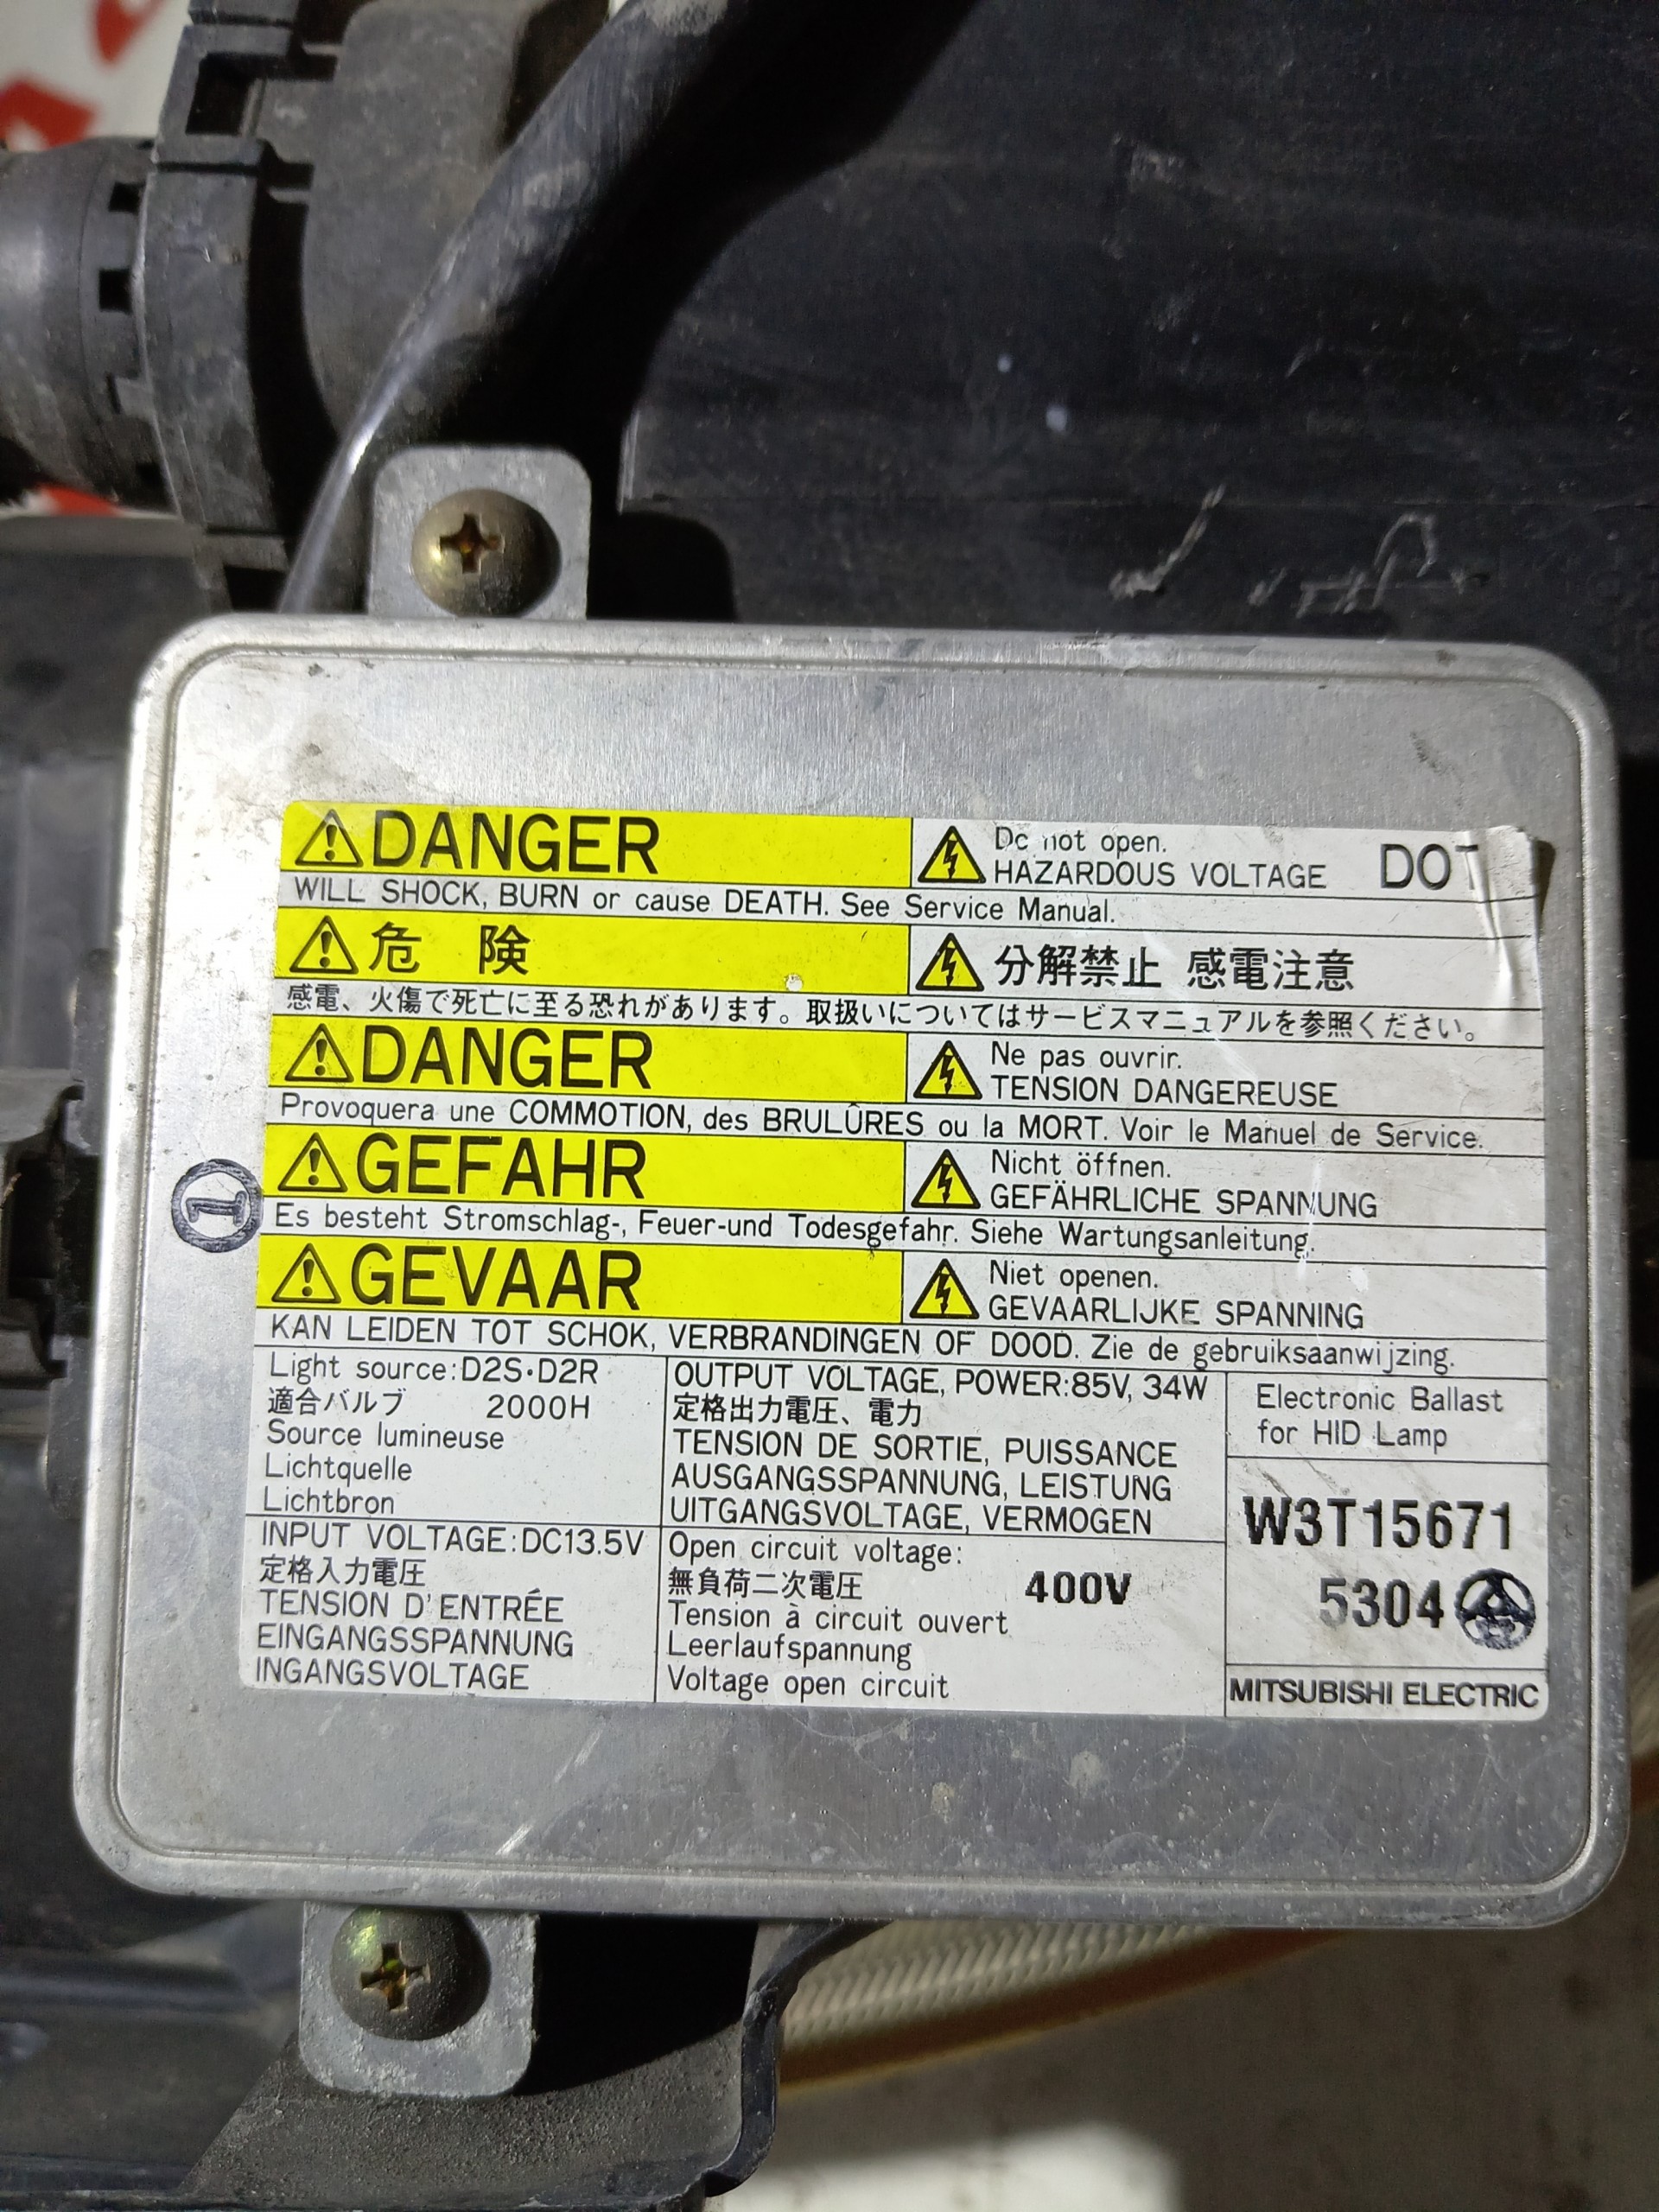 DANGER
Do not open.
HAZARDOUS VOLTAGE
DOT
WILL SHOCK, BURN or cause DEATH. See Service Manual.
危 険
分解禁止 感電注意
感電、火傷で死亡に至る恐れがあります。取扱いについてはサービスマニュアルを参照ください。
DANGER
Ne pas ouvrir.
TENSION DANGEREUSE
Provoquera une COMMOTION, des BRULÛRES ou la MORT. Voir le Manuel de Service.
GEFAHR
Nicht öffnen.
GEFÄHRLICHE SPANNUNG
Es besteht Stromschlag-, Feuer-und Todesgefahr. Siehe Wartungsanleitung.
GEVAAR
Niet openen.
GEVAARLIJKE SPANNING
KAN LEIDEN TOT SCHOK, VERBRANDINGEN OF DOOD. Zie de gebruiksaanwijzing.
1
Light source:D2S・D2R
適合バルブ 2000H
Source lumineuse
Lichtquelle
Lichtbron
OUTPUT VOLTAGE, POWER:85V, 34W
定格出力電圧、電力
TENSION DE SORTIE, PUISSANCE
AUSGANGSSPANNUNG, LEISTUNG
UITGANGSVOLTAGE, VERMOGEN
Electronic Ballast
for HID Lamp
INPUT VOLTAGE:DC13.5V
定格入力電圧
TENSION D'ENTRÉE
EINGANGSSPANNUNG
INGANGSVOLTAGE
Open circuit voltage:
無負荷二次電圧 400V
Tension à circuit ouvert
Leerlaufspannung
Voltage open circuit
W3T15671
5304
MITSUBISHI ELECTRIC